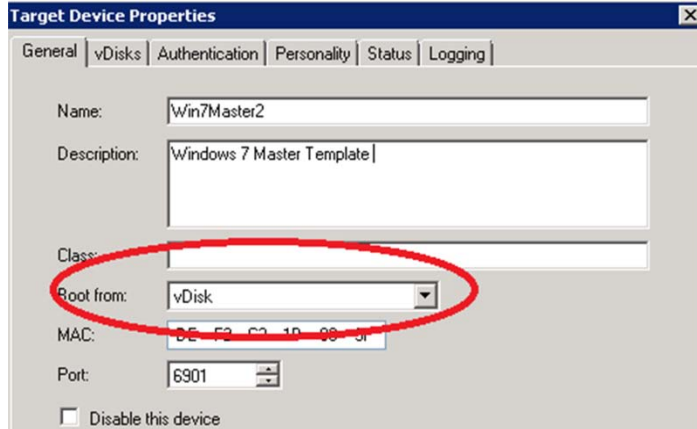 Target Device Properties
General vDisks Authentication Personality Status Logging
Name: Win7Master2
Description: Windows 7 Master Template
Class:
Boot from: vDisk
MAC:
Port: 6901
Disable this device